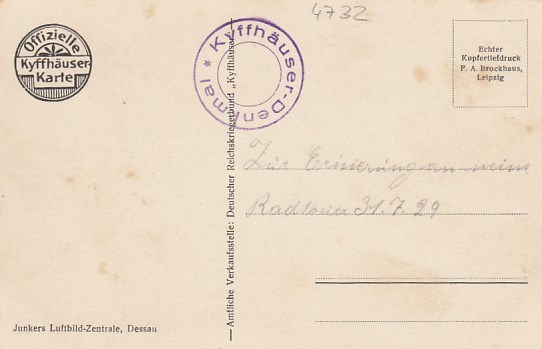 4732
Offizielle
Kyffhäuser-
Karte
* Kyffhäuser-Denkmal
Echter
Kupfertiefdruck
F. A. Brockhaus,
Leipzig
Amtliche Verkaufsstelle: Deutscher Reichskriegerbund „Kyffhäuser“
Zur Erinnerung an meine
Radtour 31.7.29
Junkers Luftbild-Zentrale, Dessau